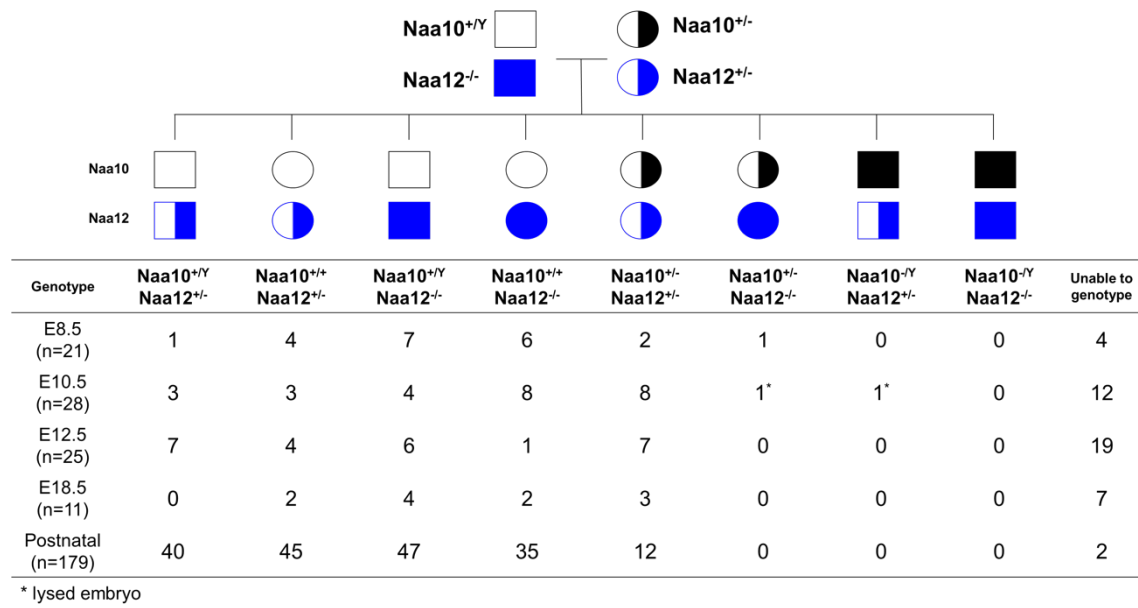 Naa10+/Y Naa10+/-
Naa12-/- Naa12+/-
Naa10
Naa12
Genotype Naa10+/Y Naa12+/- Naa10+/+ Naa12+/- Naa10+/Y Naa12-/- Naa10+/+ Naa12-/- Naa10+/- Naa12+/- Naa10+/- Naa12-/- Naa10-/Y Naa12+/- Naa10-/Y Naa12-/- Unable to genotype
E8.5 (n=21) 1 4 7 6 2 1 0 0 4
E10.5 (n=28) 3 3 4 8 8 1* 1* 0 12
E12.5 (n=25) 7 4 6 1 7 0 0 0 19
E18.5 (n=11) 0 2 4 2 3 0 0 0 7
Postnatal (n=179) 40 45 47 35 12 0 0 0 2
* lysed embryo